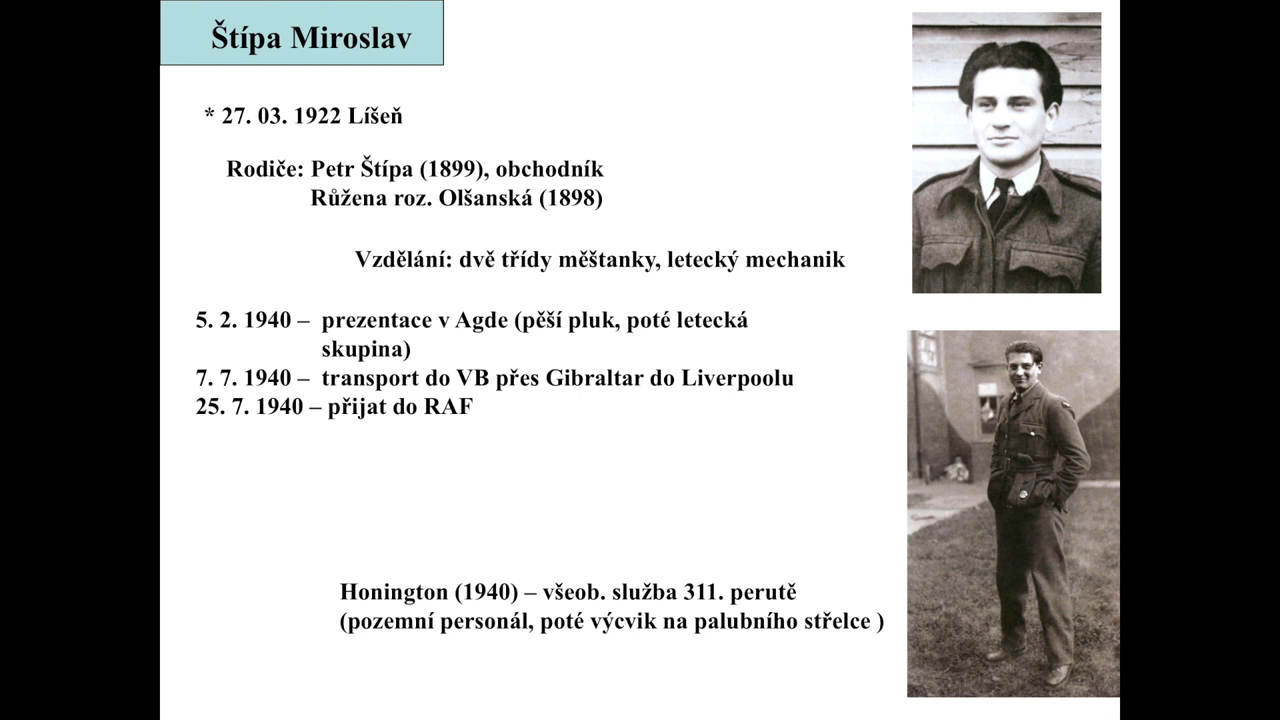 Štípa Miroslav
* 27. 03. 1922 Líšeň
Rodiče: Petr Štípa (1899), obchodník
Růžena roz. Olšanská (1898)
Vzdělání: dvě třídy měštanky, letecký mechanik
5. 2. 1940 – prezentace v Agde (pěší pluk, poté letecká
skupina)
7. 7. 1940 – transport do VB přes Gibraltar do Liverpoolu
25. 7. 1940 – přijat do RAF
Honington (1940) – všeob. služba 311. perutě
(pozemní personál, poté výcvik na palubního střelce )